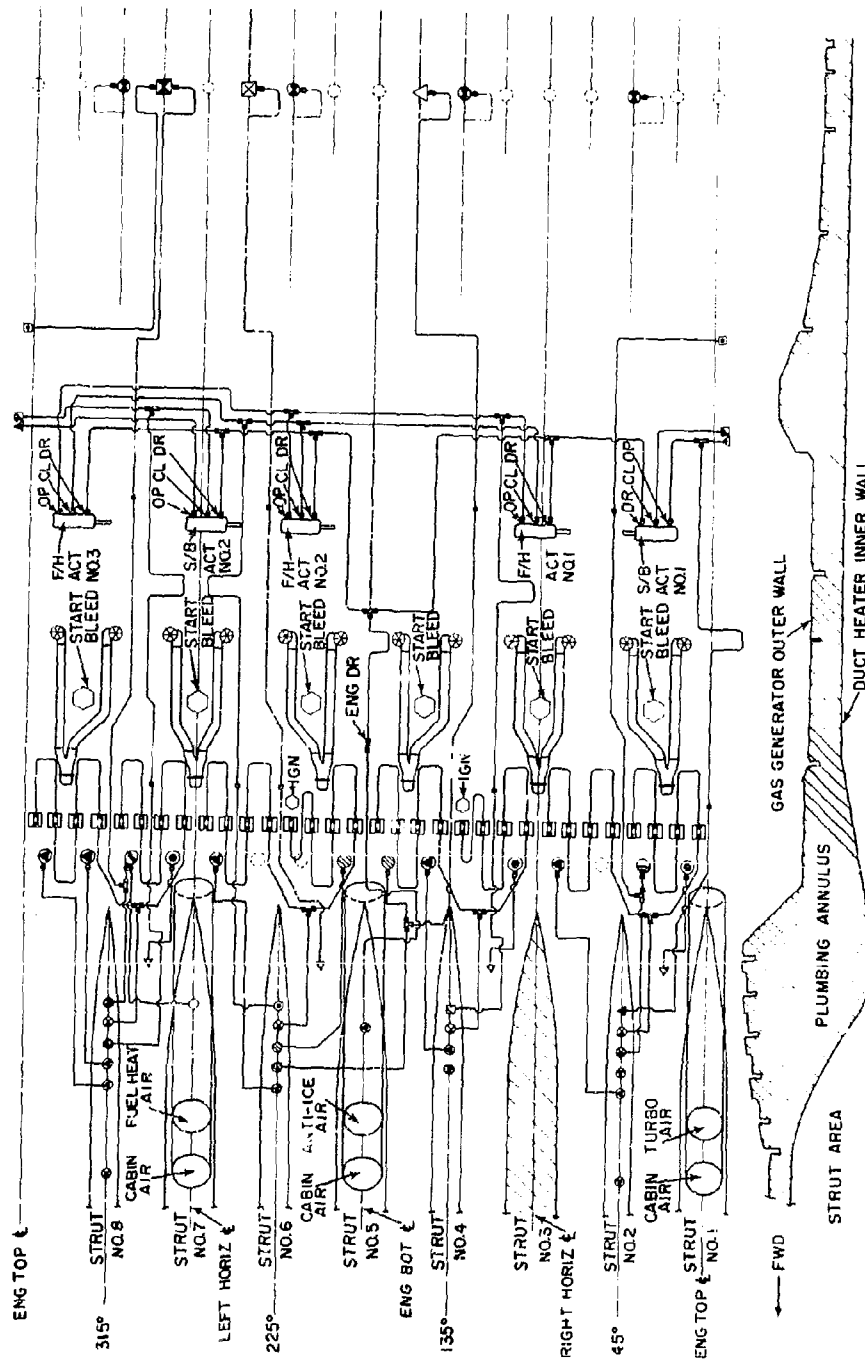 ENG TOP ℄
315°
STRUT
NO.8
F/H
ACT
NO.3
OP CL DR
START
BLEED
CABIN
AIR
FUEL HEAT
AIR
STRUT
NO.7
LEFT HORIZ ℄
S/B
ACT
NO.2
OP CL DR
START
BLEED
225°
STRUT
NO.6
IGN
START
BLEED
F/H
ACT
NO.2
OP CL DR
CABIN
AIR
ANTI-ICE
AIR
STRUT
NO.5
ENG BOT ℄
ENG DR
START
BLEED
135°
STRUT
NO.4
IGN
STRUT
NO.3
RIGHT HORIZ ℄
START
BLEED
F/H
ACT
NO.1
OP CL DR
45°
STRUT
NO.2
START
BLEED
S/B
ACT
NO.1
DR CL OP
CABIN
AIR
TURBO
AIR
STRUT
NO.1
ENG TOP ℄
FWD
STRUT AREA
PLUMBING ANNULUS
GAS GENERATOR OUTER WALL
DUCT HEATER INNER WALL